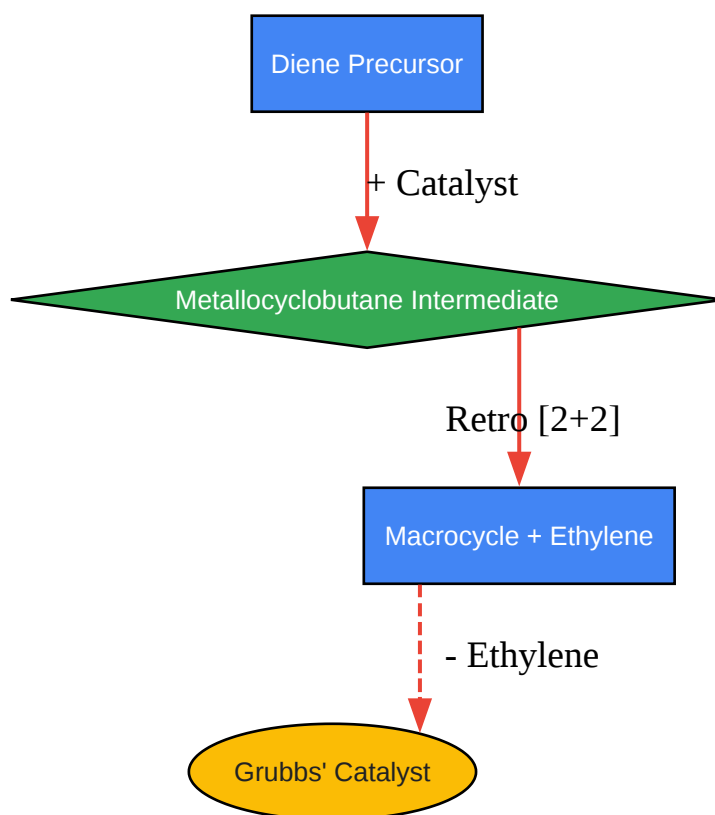 Diene Precursor
+ Catalyst
Metallocyclobutane Intermediate
Retro [2+2]
Macrocycle + Ethylene
- Ethylene
Grubbs' Catalyst